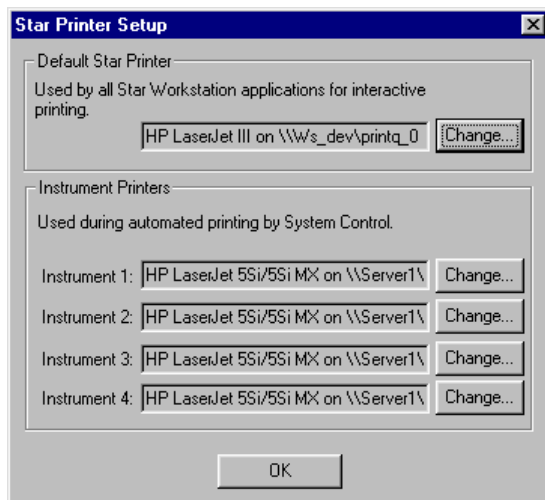 Star Printer Setup
Default Star Printer
Used by all Star Workstation applications for interactive
printing.
HP LaserJet III on \\Ws_dev\printq_0 Change...
Instrument Printers
Used during automated printing by System Control.
Instrument 1: HP LaserJet 5Si/5Si MX on \\Server1\ Change...
Instrument 2: HP LaserJet 5Si/5Si MX on \\Server1\ Change...
Instrument 3: HP LaserJet 5Si/5Si MX on \\Server1\ Change...
Instrument 4: HP LaserJet 5Si/5Si MX on \\Server1\ Change...
OK